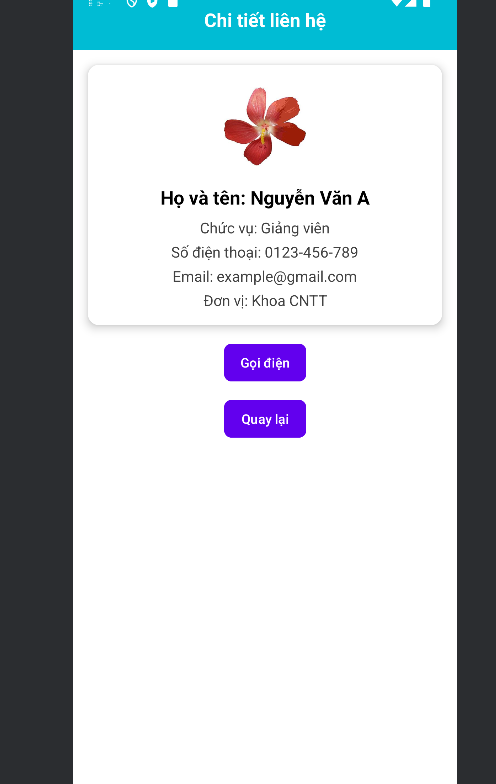 Chi tiết liên hệ
Họ và tên: Nguyễn Văn A
Chức vụ: Giảng viên
Số điện thoại: 0123-456-789
Email: example@gmail.com
Đơn vị: Khoa CNTT
Gọi điện
Quay lại